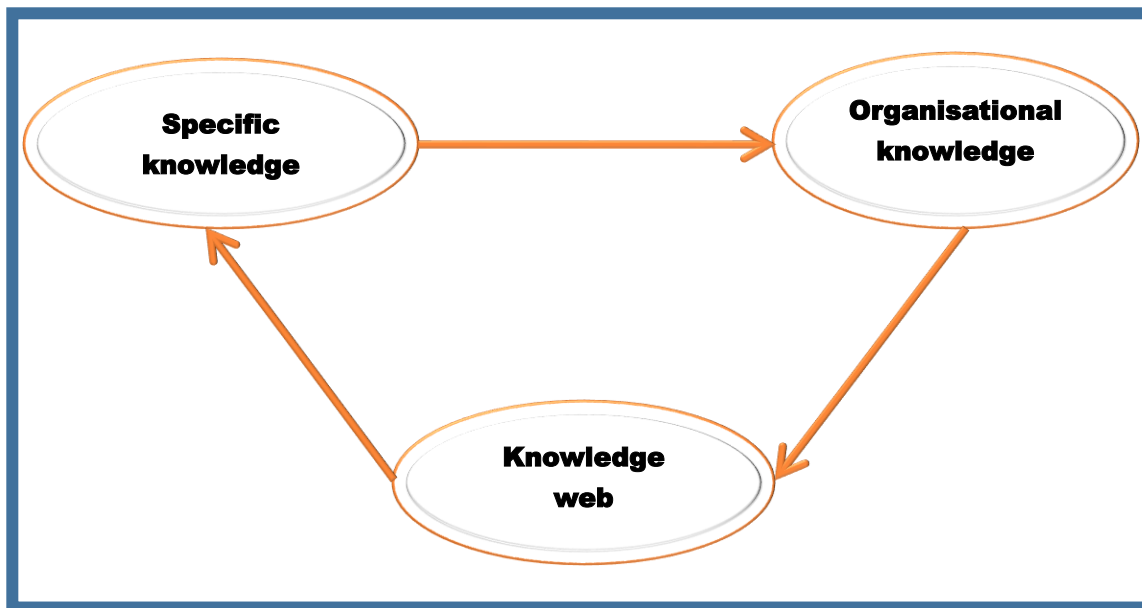 Specific
knowledge
Organisational
knowledge
Knowledge
web